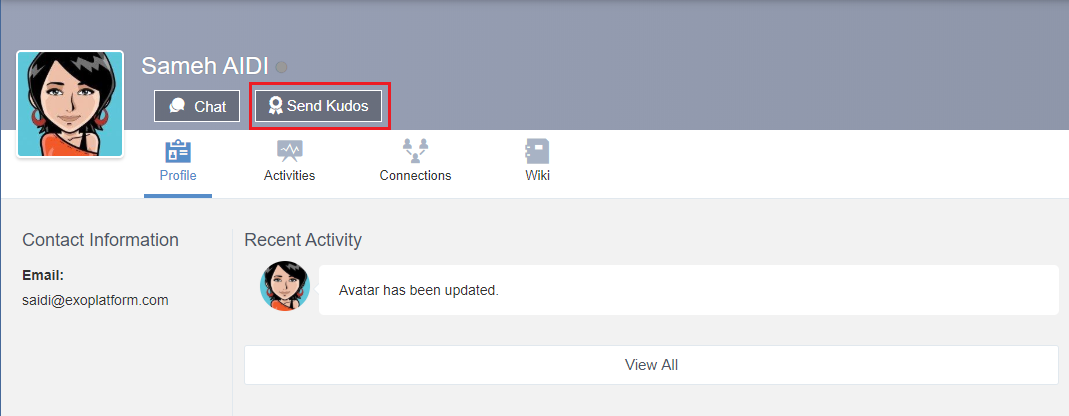 Sameh AIDI
Chat
Send Kudos
Profile
Activities
Connections
Wiki
Contact Information
Email:
saidi@exoplatform.com
Recent Activity
Avatar has been updated.
View All